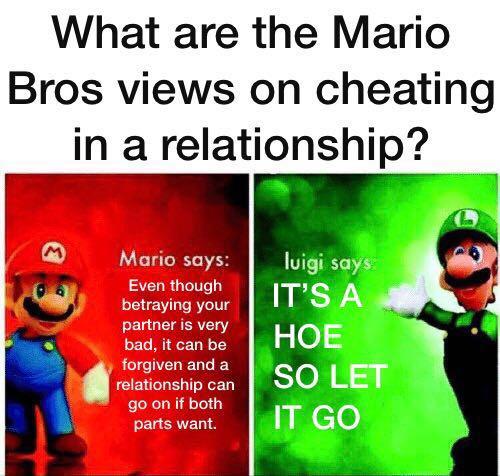 What are the Mario
Bros views on cheating
in a relationship?
M
Mario says:
Even though
betraying your
partner is very
bad, it can be
forgiven and a
relationship can
go on if both
parts want.
L
luigi says:
IT'S A
HOE
SO LET
IT GO